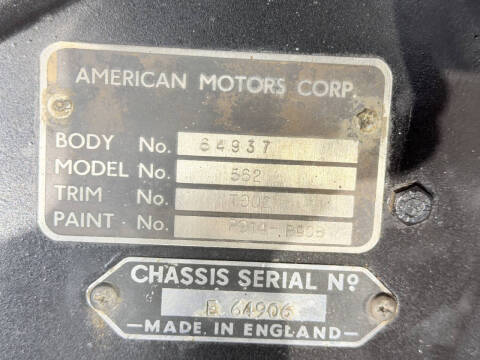 AMERICAN MOTORS CORP.
BODY No. 64937
MODEL No. 562
TRIM No.
PAINT No.
CHASSIS SERIAL No.
E 64906
MADE IN ENGLAND